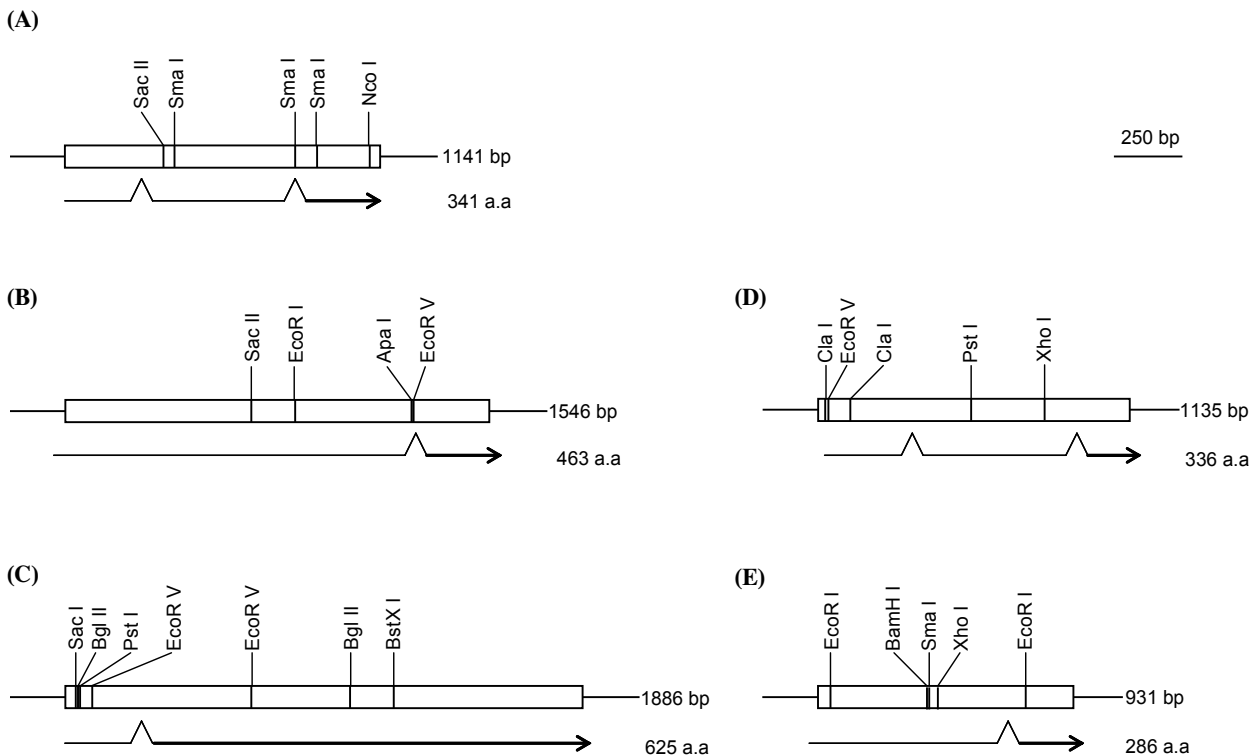 (A)
Sac II
Sma I
Sma I
Sma I
Nco I
1141 bp
341 a.a
250 bp
(B)
Sac II
EcoR I
Apa I
EcoR V
1546 bp
463 a.a
(D)
Cla I
EcoR V
Cla I
Pst I
Xho I
1135 bp
336 a.a
(C)
Sac I
Bgl II
Pst I
EcoR V
EcoR V
Bgl II
BstX I
1886 bp
625 a.a
(E)
EcoR I
BamH I
Sma I
Xho I
EcoR I
931 bp
286 a.a